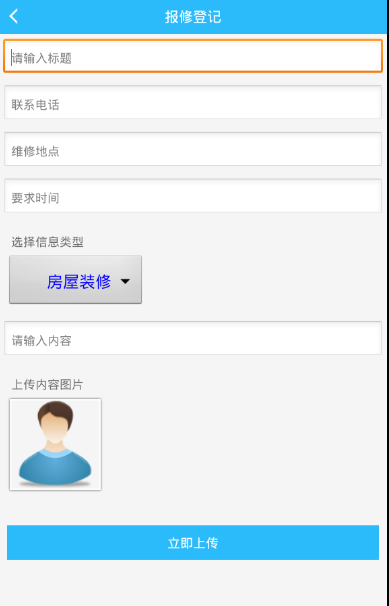 报修登记
请输入标题
联系电话
维修地点
要求时间
选择信息类型
房屋装修
请输入内容
上传内容图片
立即上传